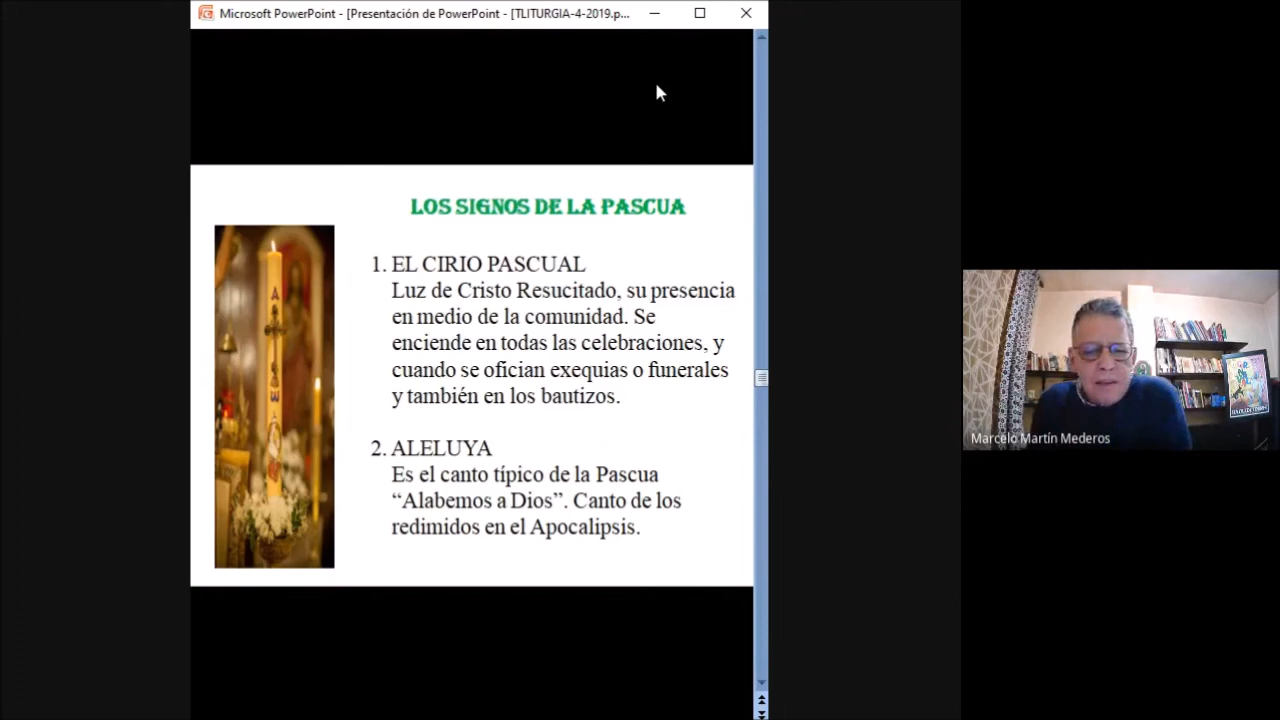 Microsoft PowerPoint - [Presentación de PowerPoint - [TLITURGIA-4-2019.p...
LOS SIGNOS DE LA PASCUA
1. EL CIRIO PASCUAL
Luz de Cristo Resucitado, su presencia
en medio de la comunidad. Se
enciende en todas las celebraciones, y
cuando se ofician exequias o funerales
y también en los bautizos.
2. ALELUYA
Es el canto típico de la Pascua
“Alabemos a Dios”. Canto de los
redimidos en el Apocalipsis.
Marcelo Martín Mederos